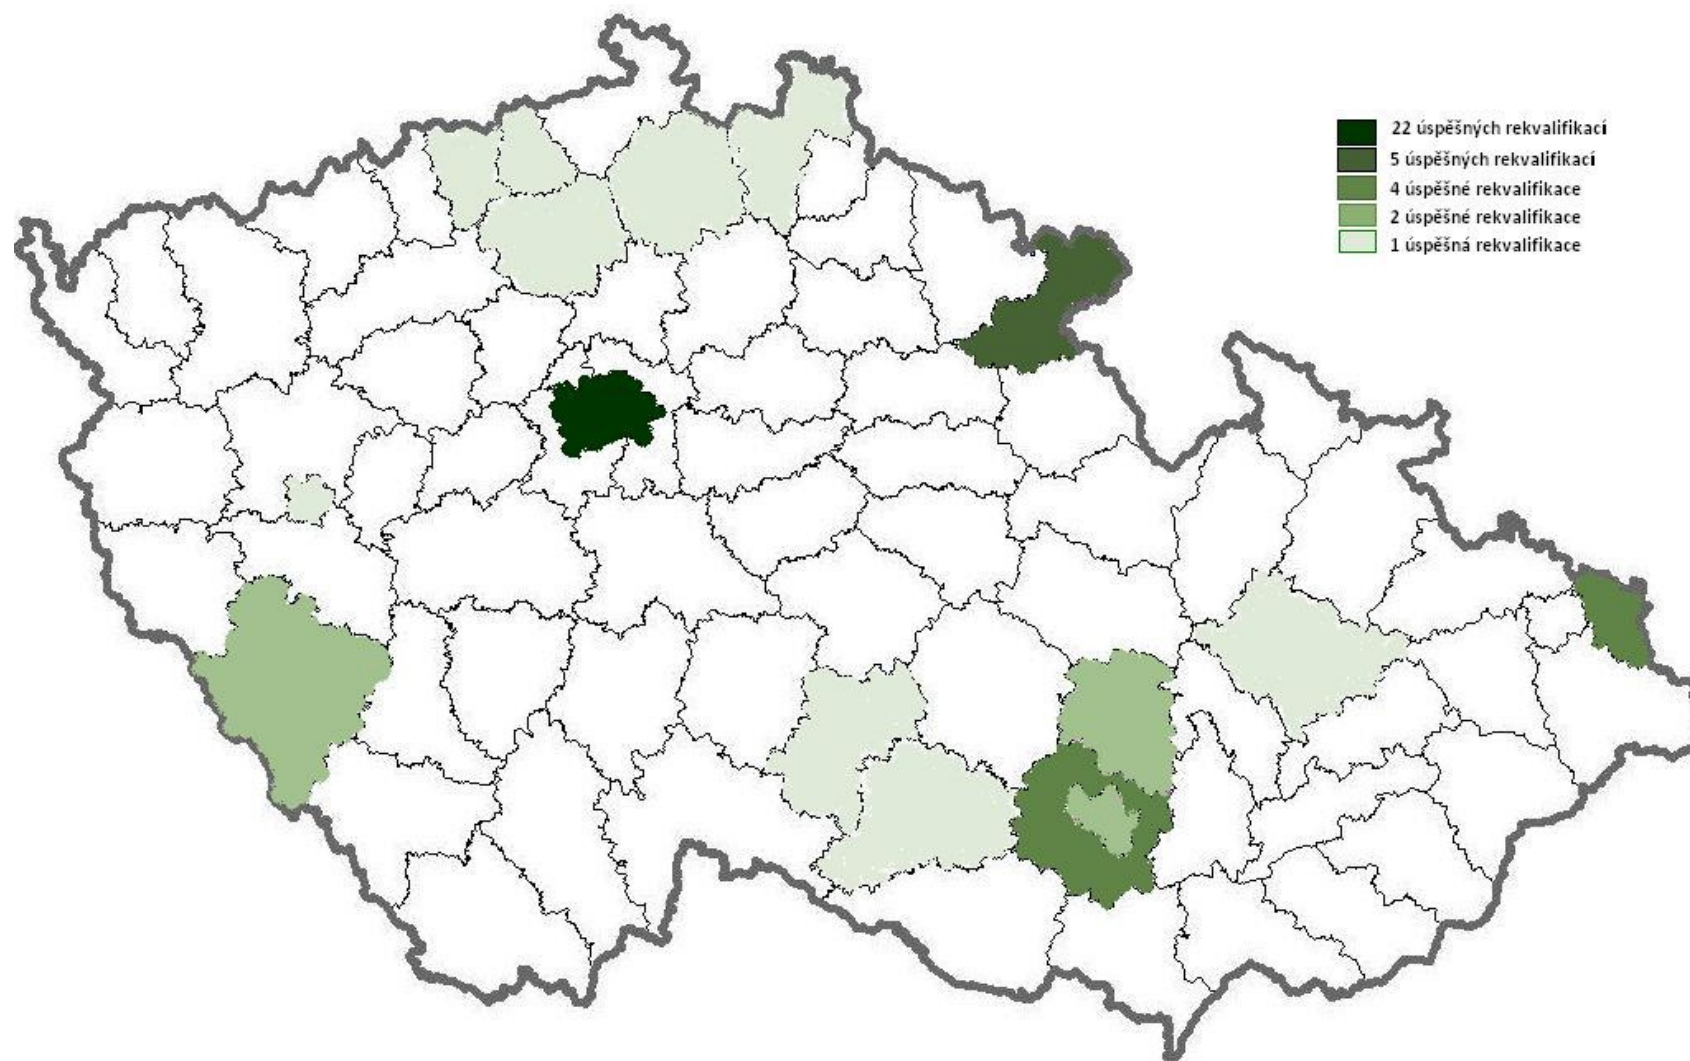 22 úspěšných rekvalifikací
5 úspěšných rekvalifikací
4 úspěšné rekvalifikace
2 úspěšné rekvalifikace
1 úspěšná rekvalifikace